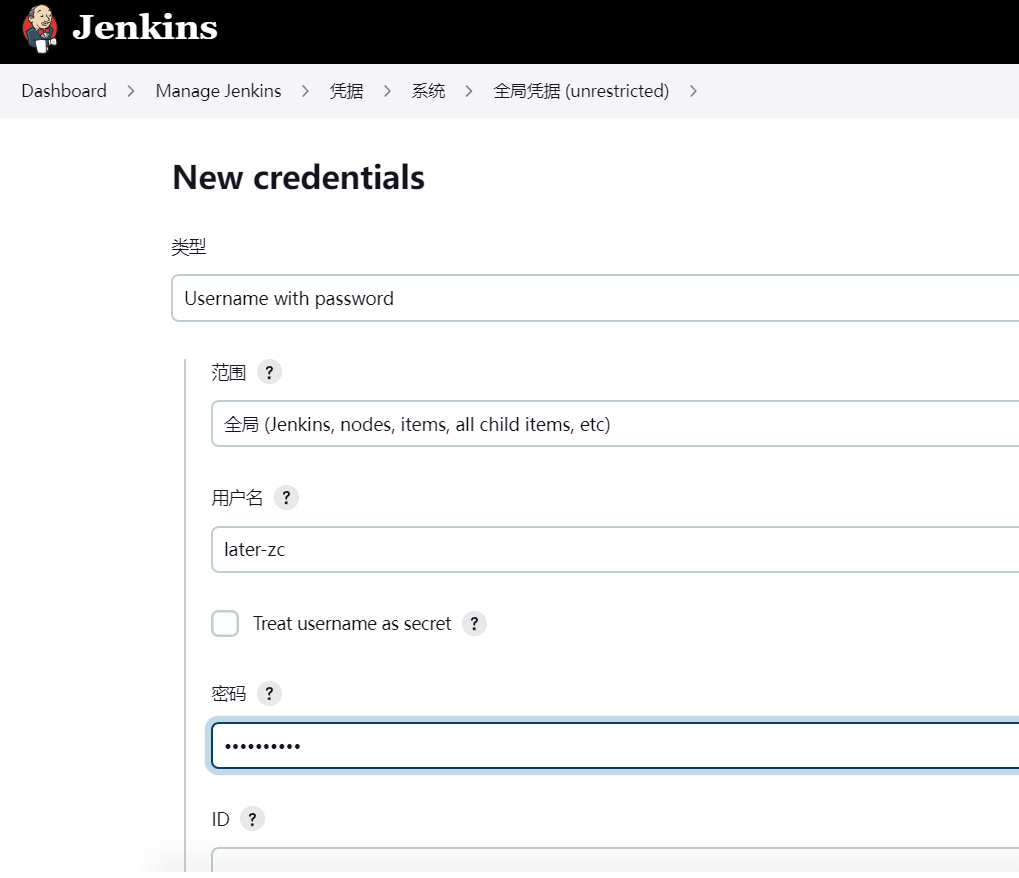 Jenkins
Dashboard > Manage Jenkins > 凭据 > 系统 > 全局凭据 (unrestricted) >
New credentials
类型
Username with password
范围 ?
全局 (Jenkins, nodes, items, all child items, etc)
用户名 ?
later-zc
Treat username as secret ?
密码 ?
••••••••••
ID ?